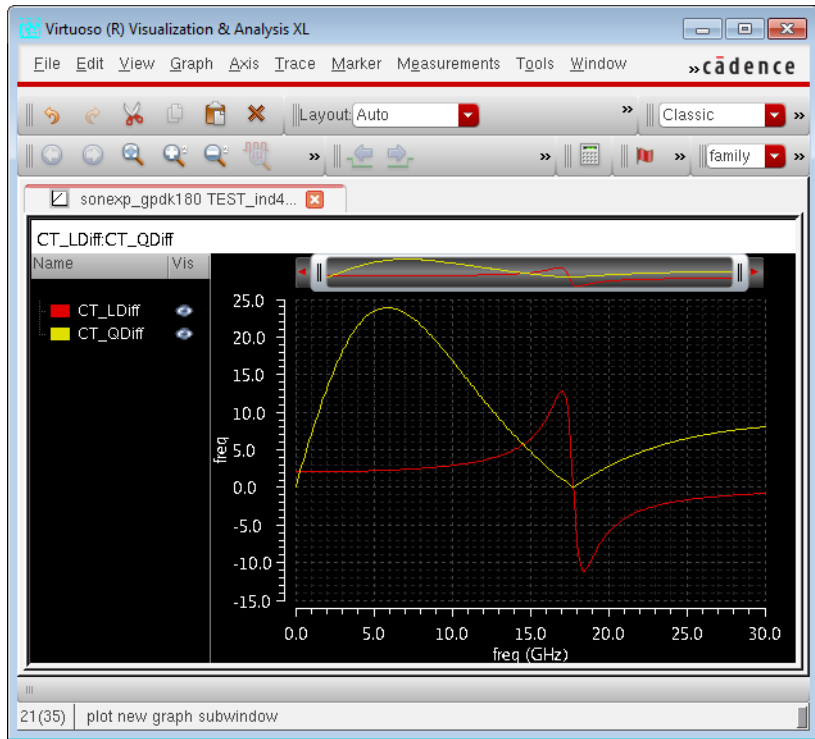 Virtuoso (R) Visualization & Analysis XL
File Edit View Graph Axis Trace Marker Measurements Tools Window » cādence
Layout: Auto » Classic »
» » » family »
sonexp_gpdk180 TEST_ind4...
CT_LDiff:CT_QDiff
Name Vis
CT_LDiff
CT_QDiff
25.0
20.0
15.0
10.0
5.0
0.0
-5.0
-10.0
-15.0
freq
0.0 5.0 10.0 15.0 20.0 25.0 30.0
freq (GHz)
21(35) plot new graph subwindow